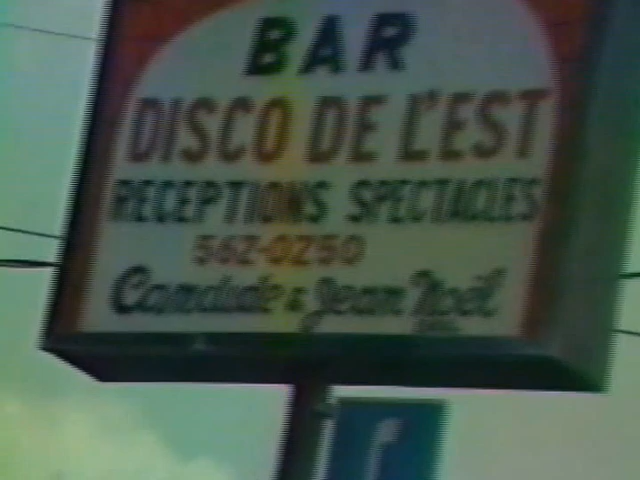 BAR
DISCO DE L'EST
RECEPTIONS SPECTACLES
562-0250
Candide & Jean Noël